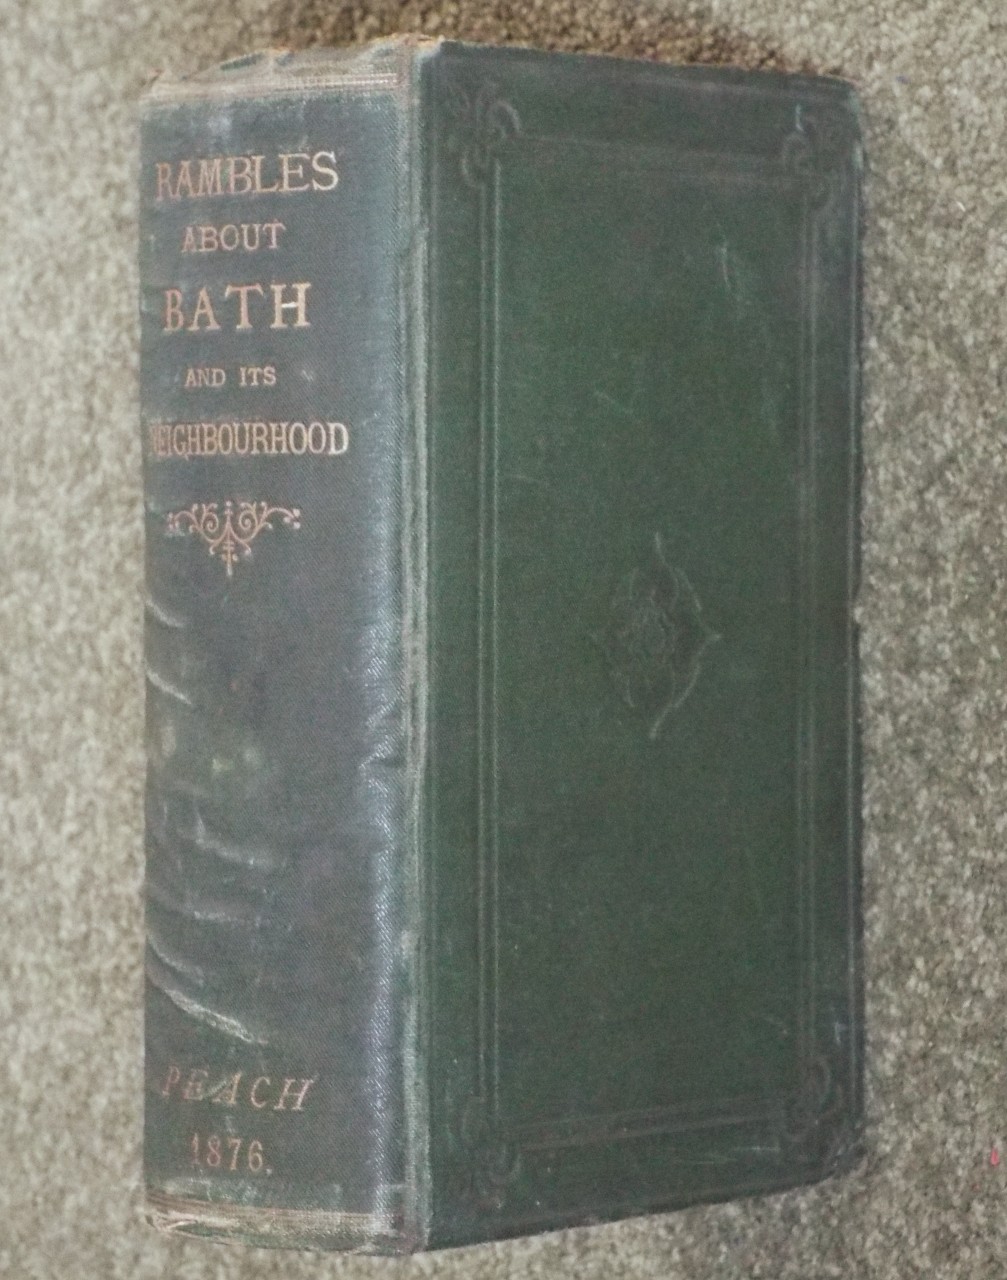 RAMBLES
ABOUT
BATH
AND ITS
NEIGHBOURHOOD
PEACH
1876.